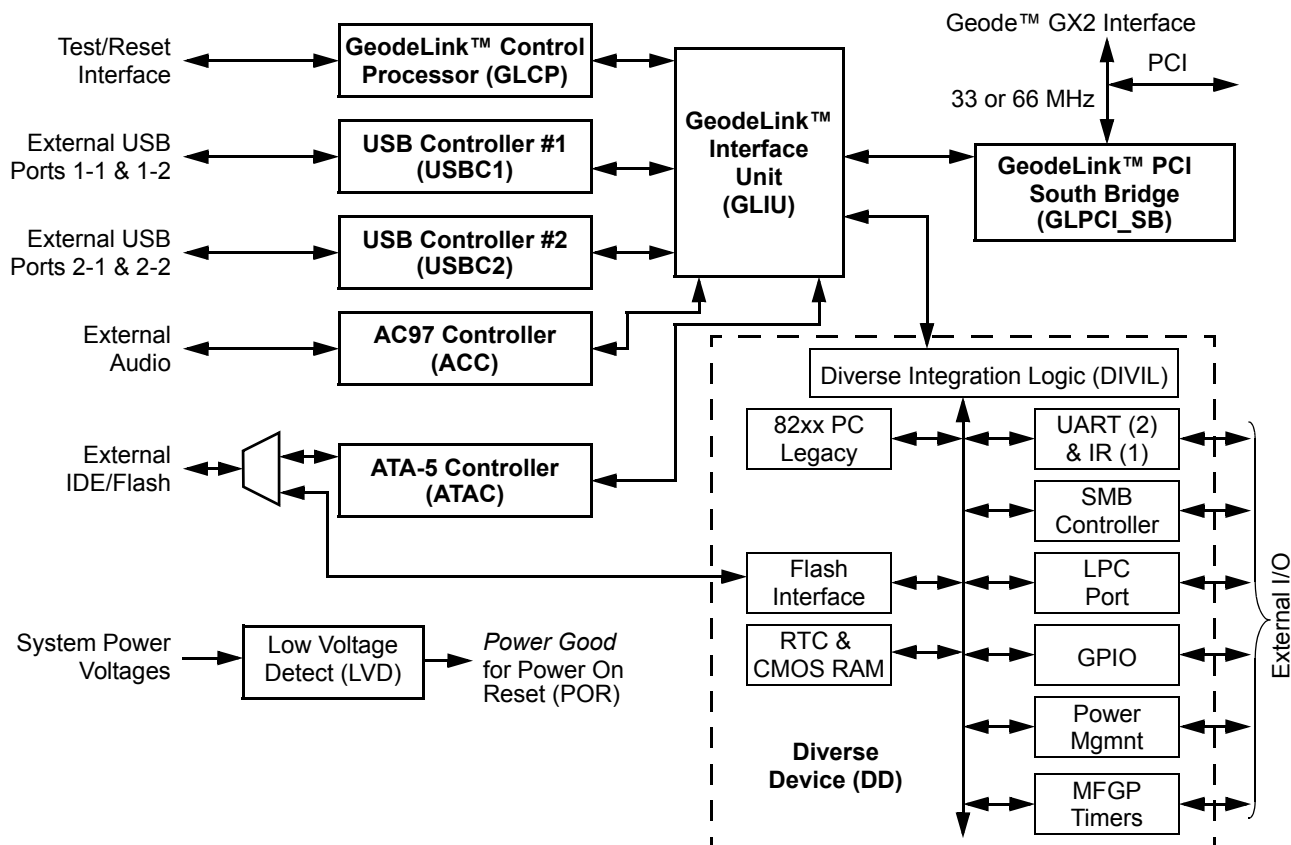 Test/Reset
Interface
GeodeLink™ Control
Processor (GLCP)
External USB
Ports 1-1 & 1-2
USB Controller #1
(USBC1)
External USB
Ports 2-1 & 2-2
USB Controller #2
(USBC2)
External
Audio
AC97 Controller
(ACC)
External
IDE/Flash
ATA-5 Controller
(ATAC)
System Power
Voltages
Low Voltage
Detect (LVD)
Power Good
for Power On
Reset (POR)
GeodeLink™
Interface
Unit
(GLIU)
Geode™ GX2 Interface
PCI
33 or 66 MHz
GeodeLink™ PCI
South Bridge
(GLPCI_SB)
Diverse Integration Logic (DIVIL)
82xx PC
Legacy
UART (2)
& IR (1)
SMB
Controller
Flash
Interface
LPC
Port
RTC &
CMOS RAM
GPIO
Power
Mgmnt
MFGP
Timers
Diverse
Device (DD)
External I/O